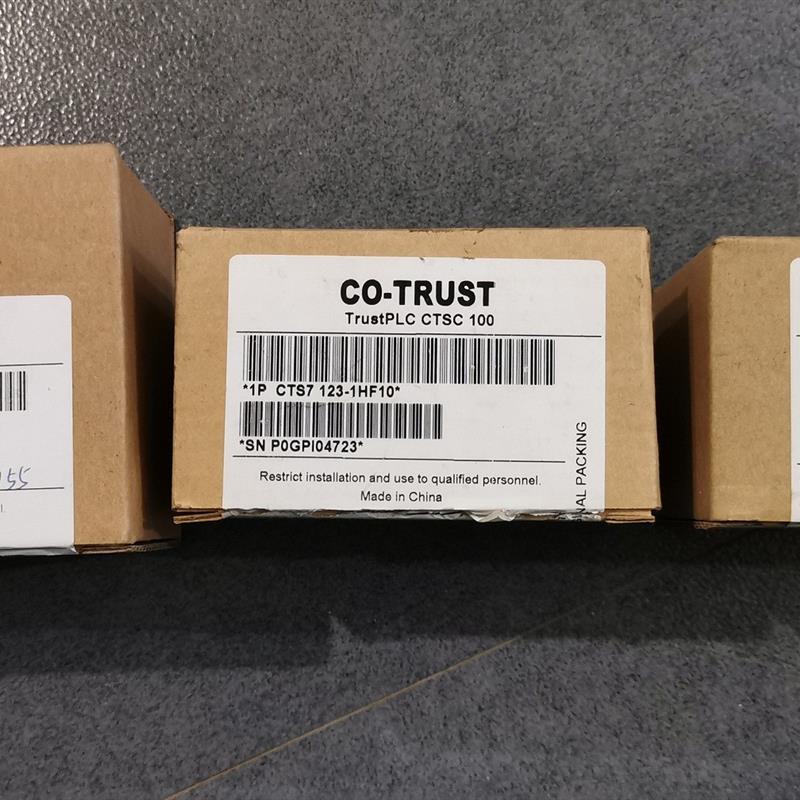 CO-TRUST
TrustPLC CTSC 100
*1P CTS7 123-1HF10*
*SN P0GPI04723*
Restrict installation and use to qualified personnel.
Made in China
PACKING
55